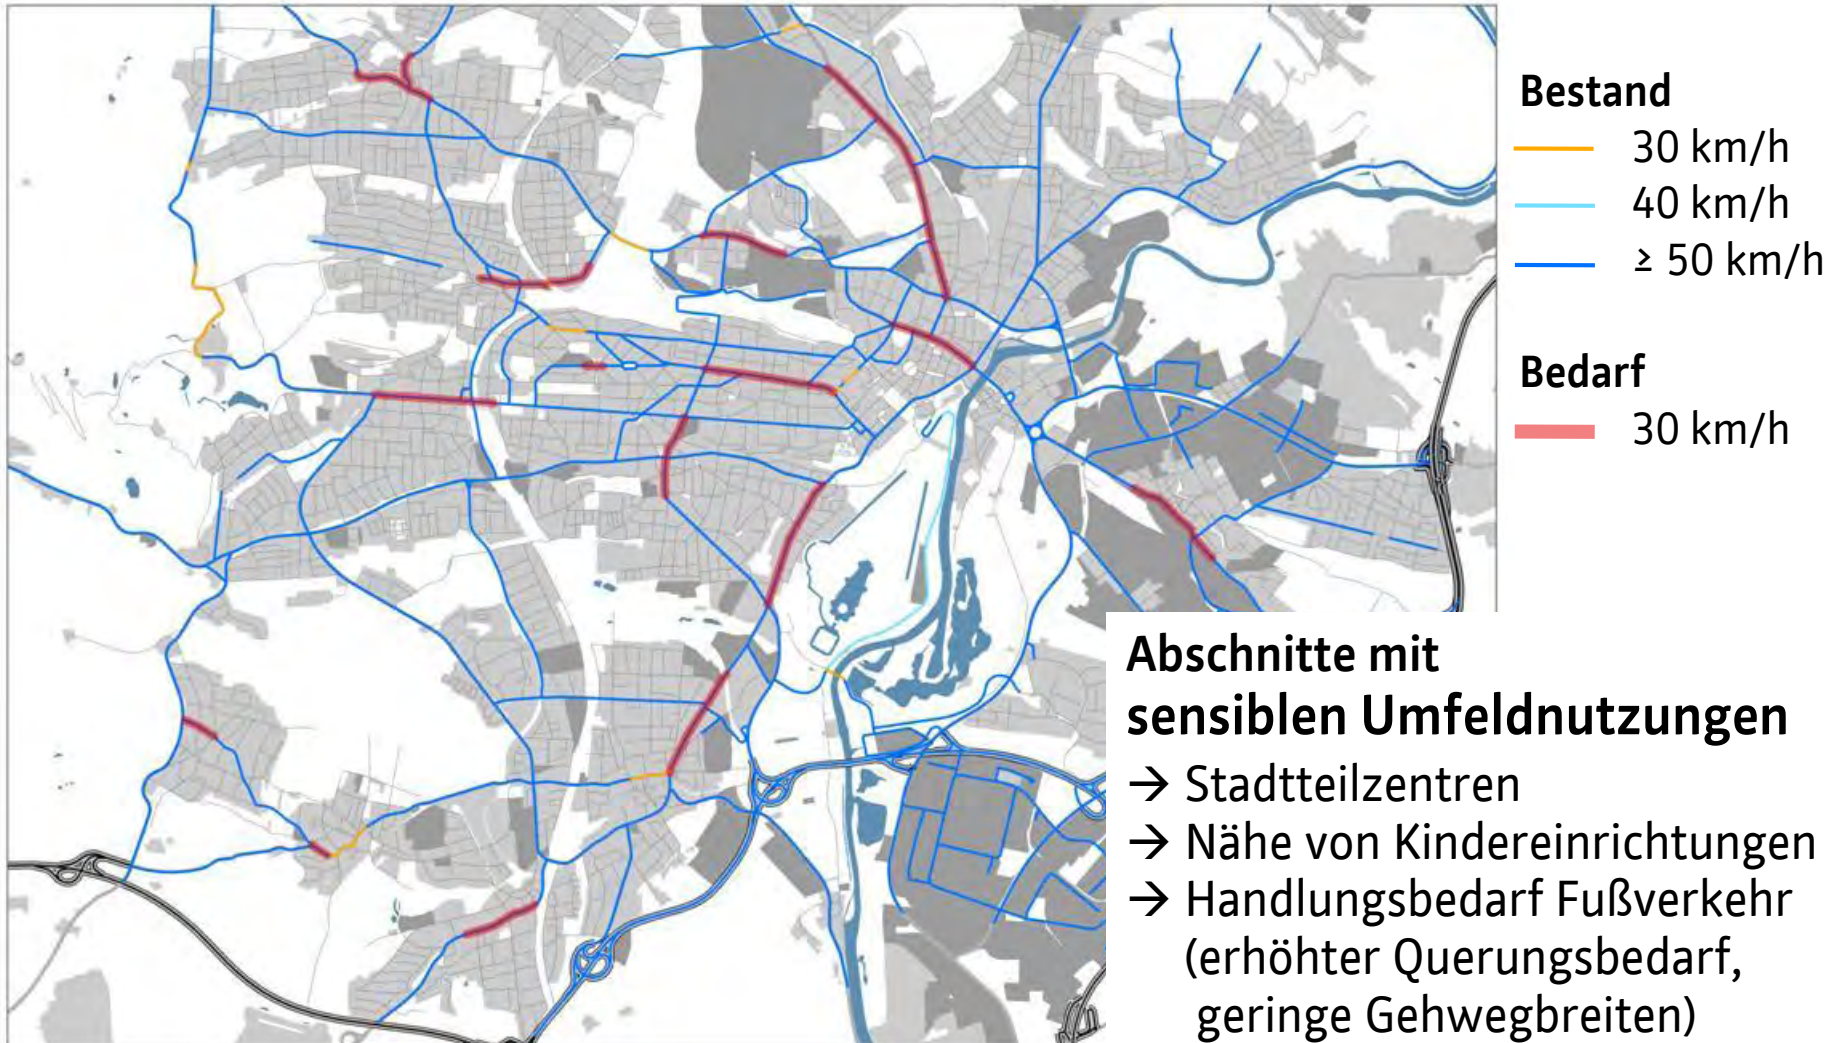 Bestand
30 km/h
40 km/h
≥ 50 km/h
Bedarf
30 km/h
Abschnitte mit
sensiblen Umfeldnutzungen
→ Stadtteilzentren
→ Nähe von Kindereinrichtungen
→ Handlungsbedarf Fußverkehr
(erhöhter Querungsbedarf,
geringe Gehwegbreiten)